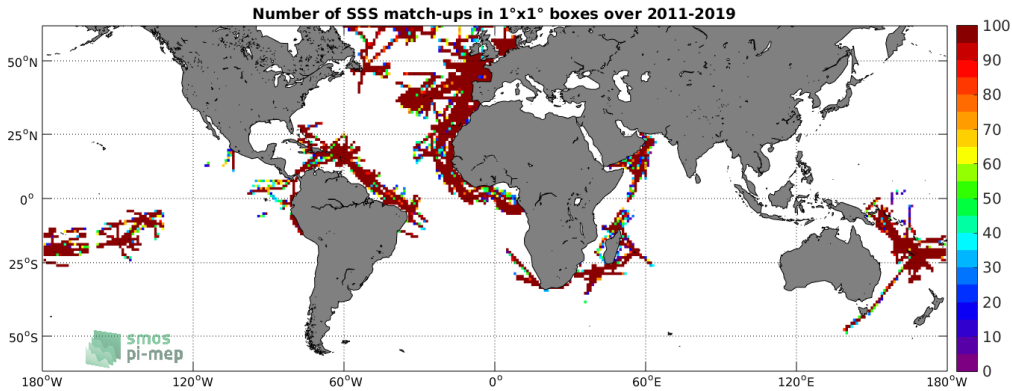 Number of SSS match-ups in 1°x1° boxes over 2011-2019
100
90
80
70
60
50
40
30
20
10
0
50°N
25°N
0°
25°S
50°S
smos
pi-mep
180°W
120°W
60°W
0°
60°E
120°E
180°W